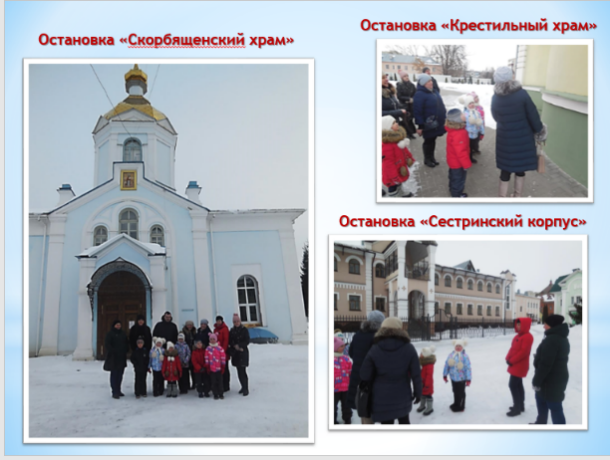 Остановка «Скорбященский храм»
Остановка «Крестильный храм»
Остановка «Сестринский корпус»